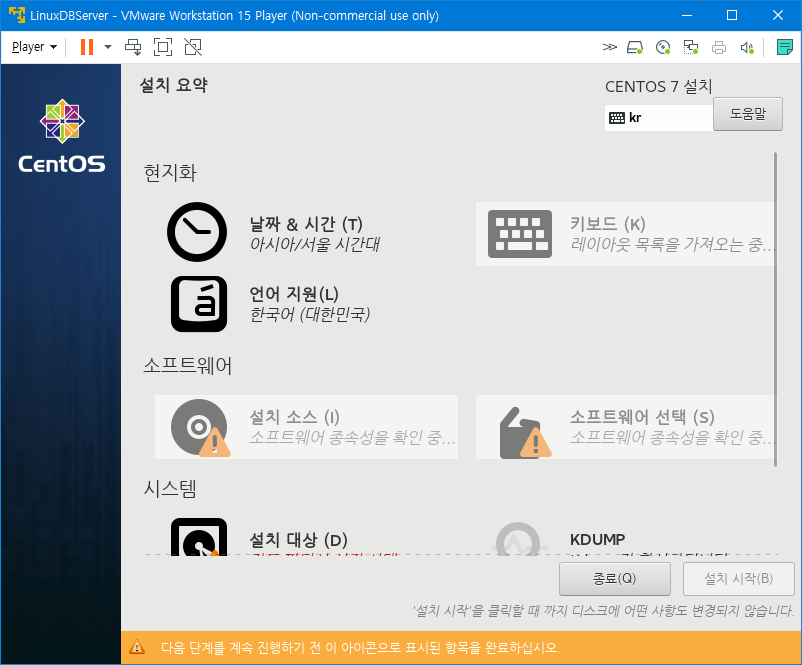 LinuxDBServer - VMware Workstation 15 Player (Non-commercial use only)
Player
CentOS
설치 요약
CENTOS 7 설치
kr
도움말
현지화
날짜 & 시간 (T)
아시아/서울 시간대
키보드 (K)
레이아웃 목록을 가져오는 중...
언어 지원(L)
한국어 (대한민국)
소프트웨어
설치 소스 (I)
소프트웨어 종속성을 확인 중...
소프트웨어 선택 (S)
소프트웨어 종속성을 확인 중...
시스템
설치 대상 (D)
KDUMP
종료(Q)
설치 시작(B)
'설치 시작'을 클릭할 때 까지 디스크에 어떤 사항도 변경되지 않습니다.
다음 단계를 계속 진행하기 전 이 아이콘으로 표시된 항목을 완료하십시오.